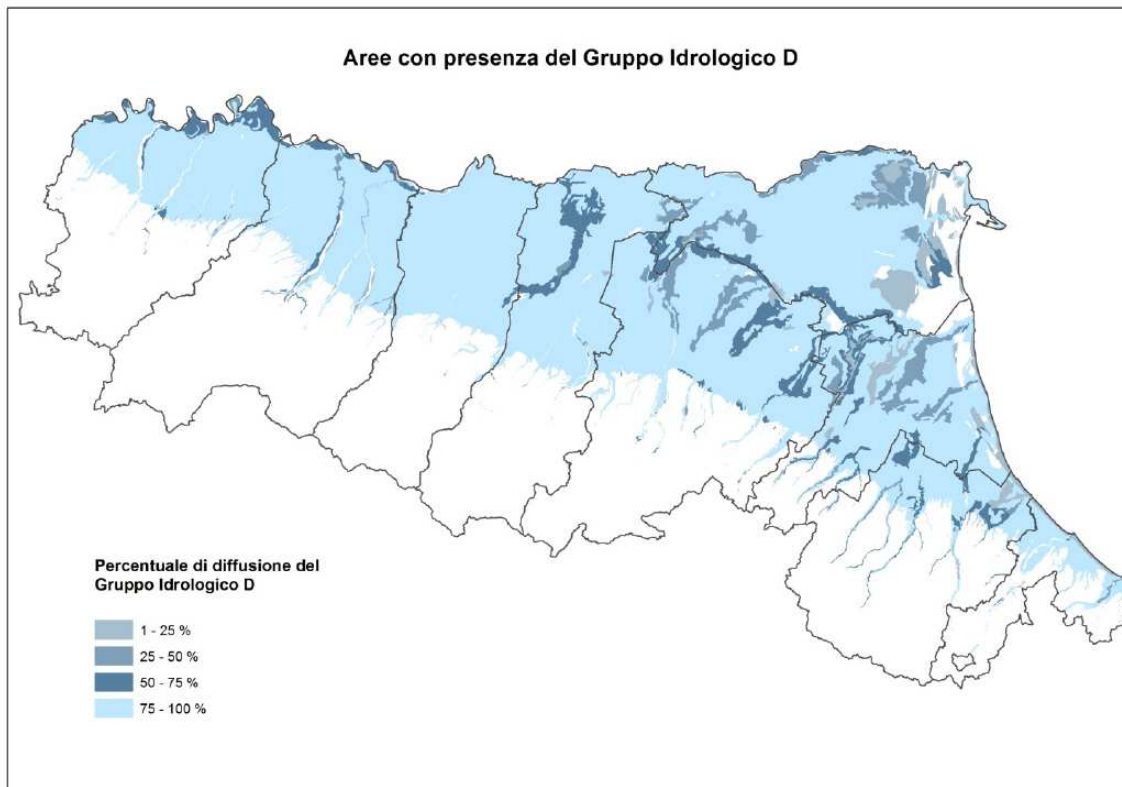 Aree con presenza del Gruppo Idrologico D
Percentuale di diffusione del
Gruppo Idrologico D
1 - 25 %
25 - 50 %
50 - 75 %
75 - 100 %